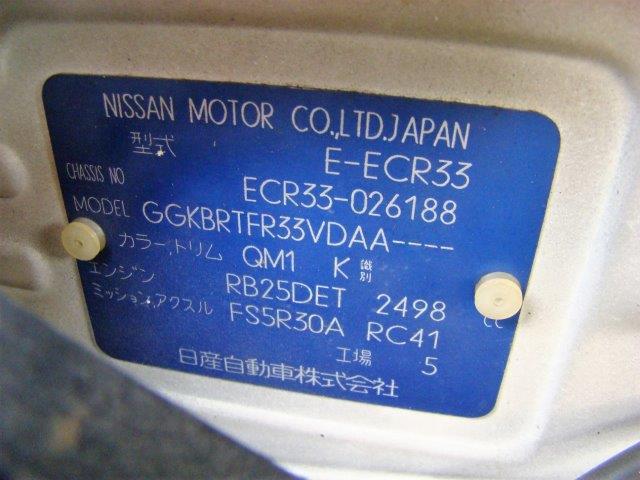 NISSAN MOTOR CO.,LTD.JAPAN
型式 E-ECR33
CHASSIS NO ECR33-026188
MODEL GGKBRTFR33VDAA----
カラー,トリム QM1 K 識別
エンジン RB25DET 2498 cc
ミッション,アクスル FS5R30A RC41
工場 5
日産自動車株式会社